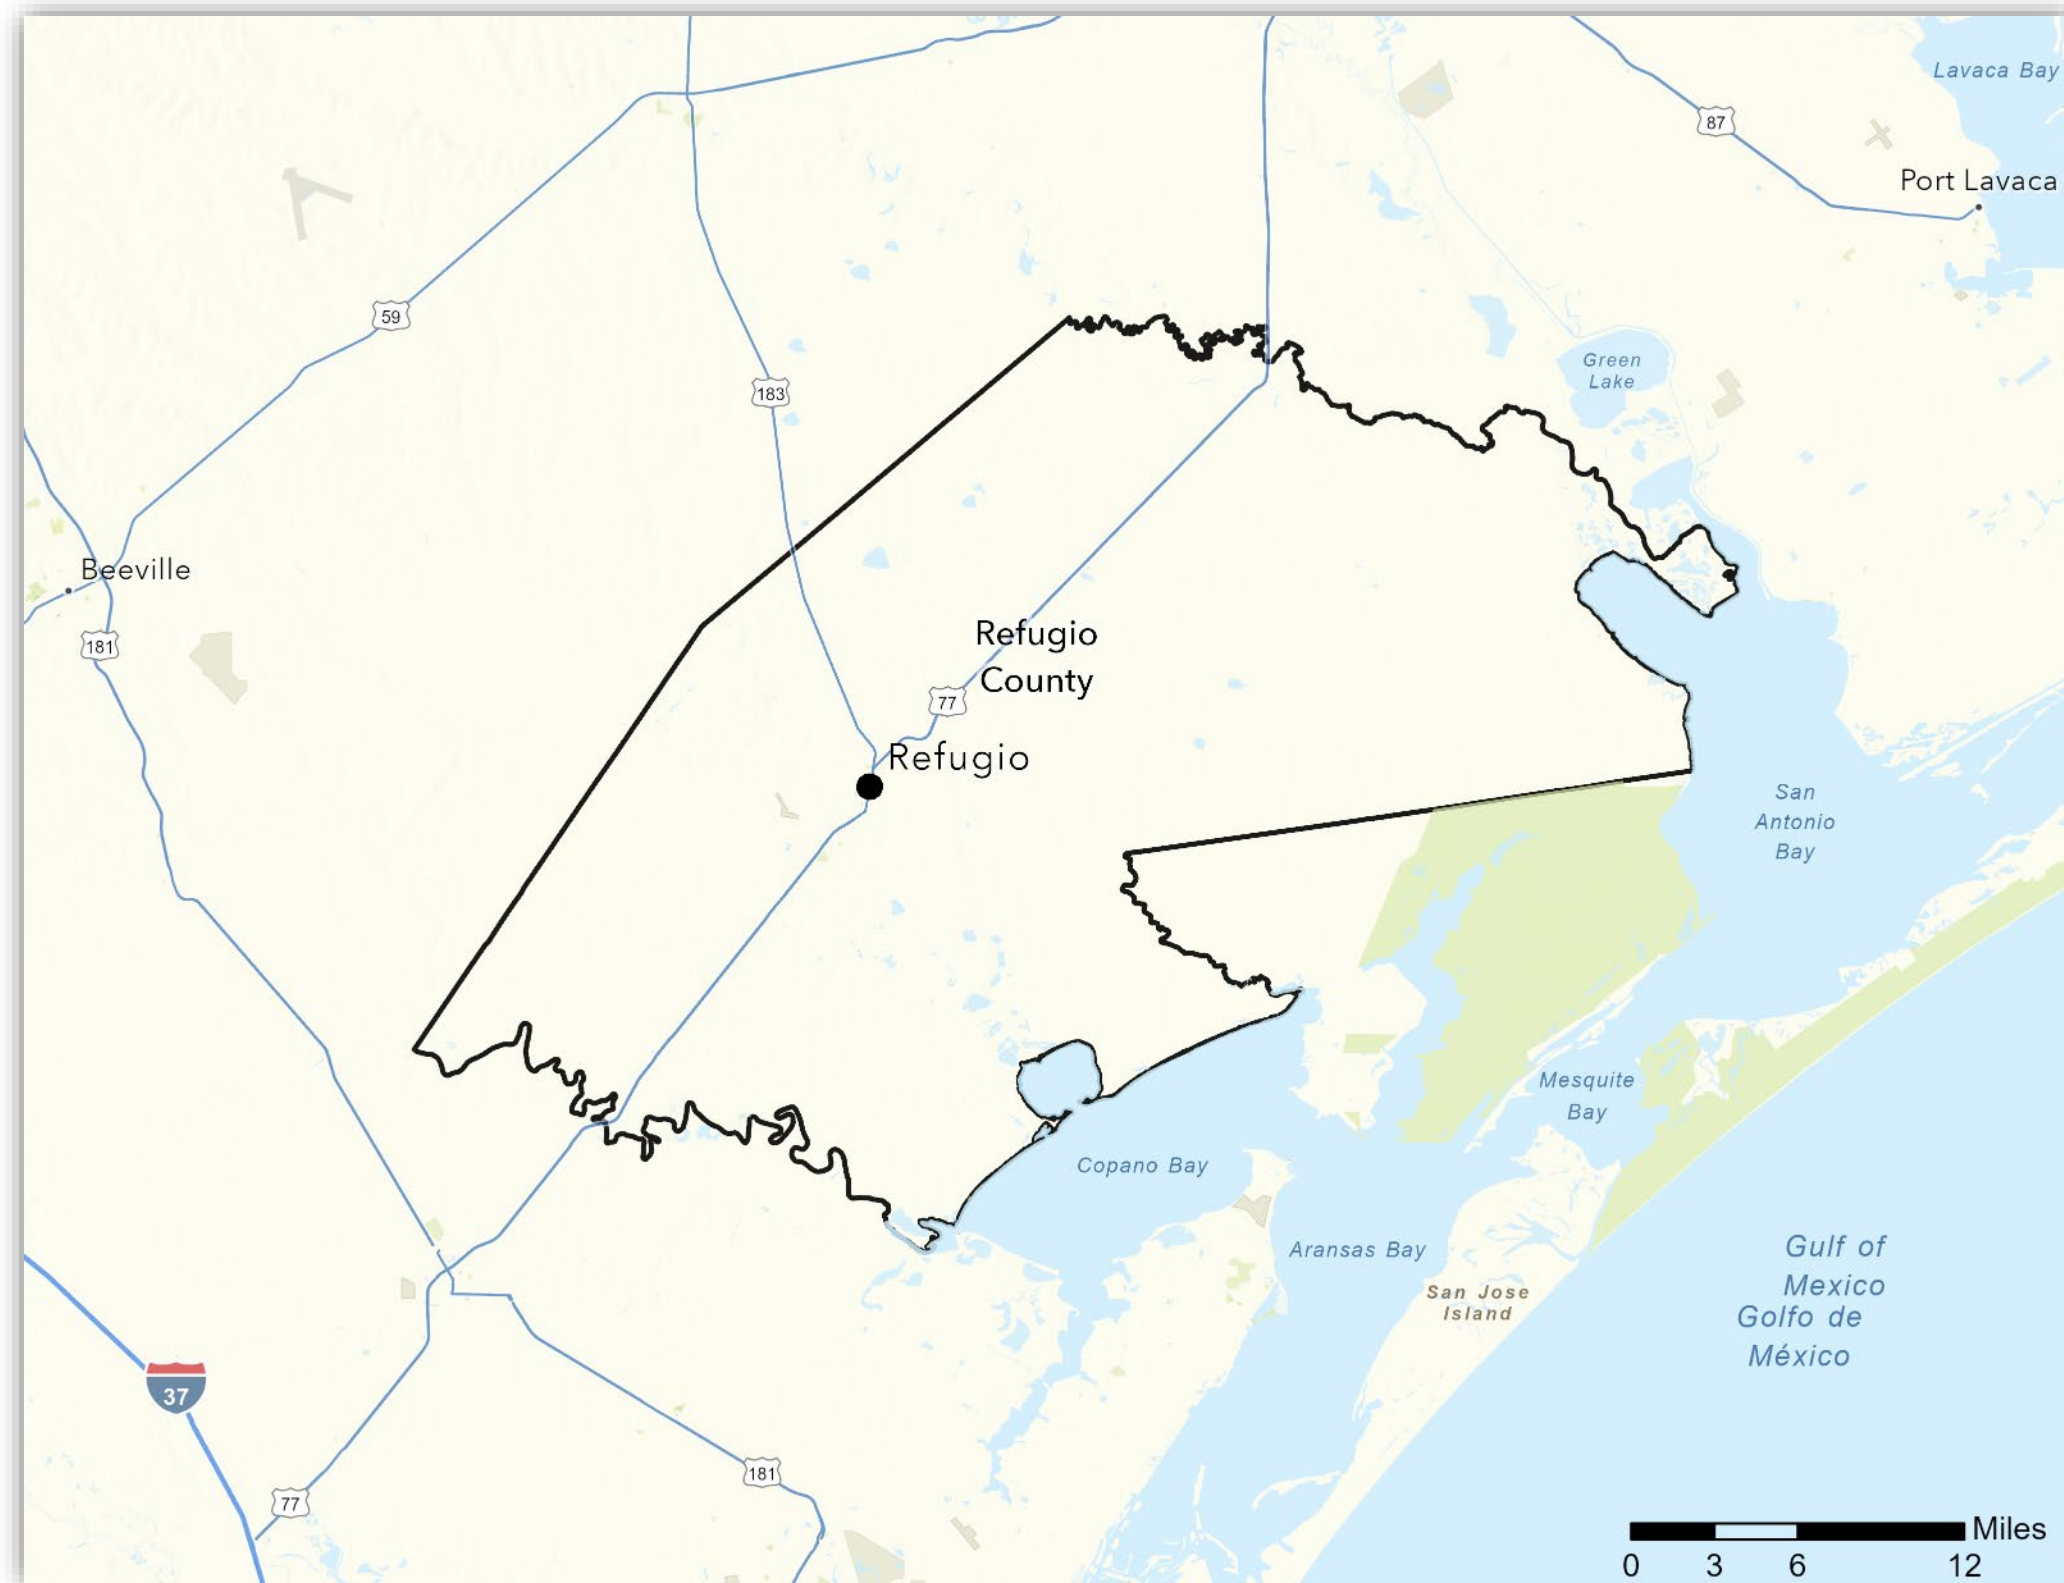 Lavaca Bay
87
Port Lavaca
59
Green
Lake
183
Beeville
181
Refugio
County
77
Refugio
San
Antonio
Bay
Mesquite
Bay
Copano Bay
Aransas Bay
San Jose
Island
Gulf of
Mexico
Golfo de
México
37
181
77
Miles
0 3 6 12